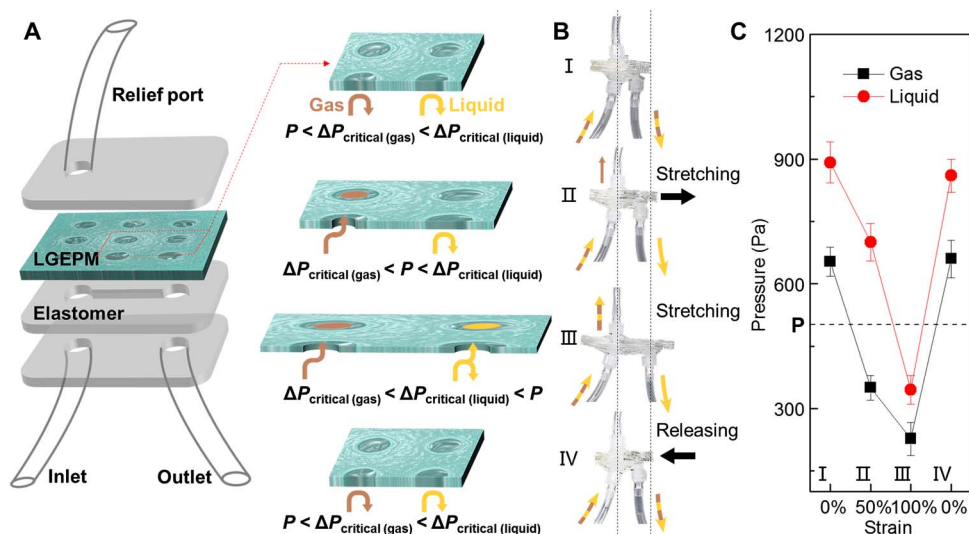 A
Relief port
LGEPM
Elastomer
Inlet
Outlet
Gas
Liquid
P < ΔPcritical (gas) < ΔPcritical (liquid)
ΔPcritical (gas) < P < ΔPcritical (liquid)
ΔPcritical (gas) < ΔPcritical (liquid) < P
P < ΔPcritical (gas) < ΔPcritical (liquid)
B
I
II
Stretching
III
Stretching
IV
Releasing
C
1200
900
600
P
300
Pressure (Pa)
Gas
Liquid
I II III IV
0% 50% 100% 0%
Strain